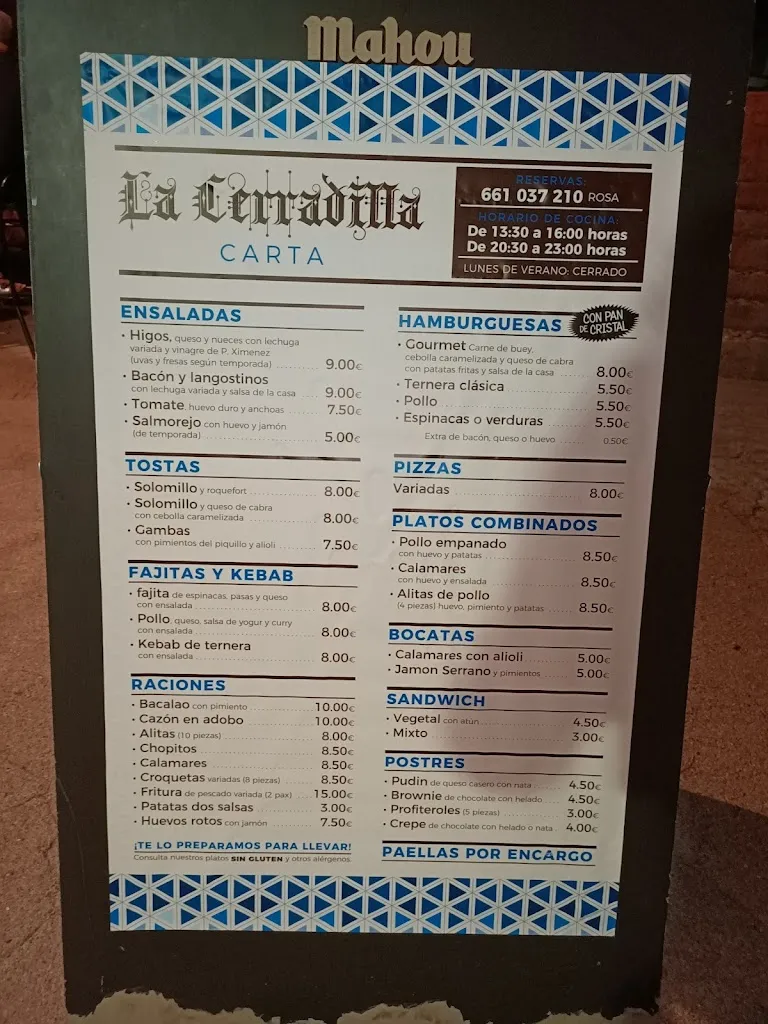 Mahou
La Cerradilla
CARTA
RESERVAS:
661 037 210 ROSA
HORARIO DE COCINA:
De 13:30 a 16:00 horas
De 20:30 a 23:00 horas
LUNES DE VERANO: CERRADO
ENSALADAS
· Higos, queso y nueces con lechuga
variada y vinagre de P. Ximenez
(uvas y fresas según temporada) 9.00€
· Bacón y langostinos
con lechuga variada y salsa de la casa 9.00€
· Tomate, huevo duro y anchoas 7.50€
· Salmorejo con huevo y jamón
(de temporada) 5.00€
TOSTAS
· Solomillo y roquefort 8.00€
· Solomillo y queso de cabra
con cebolla caramelizada 8.00€
· Gambas
con pimientos del piquillo y alioli 7.50€
FAJITAS Y KEBAB
· fajita de espinacas, pasas y queso
con ensalada 8.00€
· Pollo, queso, salsa de yogur y curry
con ensalada 8.00€
· Kebab de ternera
con ensalada 8.00€
RACIONES
· Bacalao con pimiento 10.00€
· Cazón en adobo 10.00€
· Alitas (10 piezas) 8.00€
· Chopitos 8.50€
· Calamares 8.50€
· Croquetas variadas (8 piezas) 8.50€
· Fritura de pescado variada (2 pax) 15.00€
· Patatas dos salsas 3.00€
· Huevos rotos con jamón 7.50€
¡TE LO PREPARAMOS PARA LLEVAR!
Consulta nuestros platos SIN GLUTEN y otros alérgenos.
HAMBURGUESAS
CON PAN
DE CRISTAL
· Gourmet Carne de buey,
cebolla caramelizada y queso de cabra
con patatas fritas y salsa de la casa 8.00€
· Ternera clásica 5.50€
· Pollo 5.50€
· Espinacas o verduras 5.50€
Extra de bacón, queso o huevo 0.50€
PIZZAS
Variadas 8.00€
PLATOS COMBINADOS
· Pollo empanado
con huevo y patatas 8.50€
· Calamares
con huevo y ensalada 8.50€
· Alitas de pollo
(4 piezas) huevo, pimiento y patatas 8.50€
BOCATAS
· Calamares con alioli 5.00€
· Jamon Serrano y pimientos 5.00€
SANDWICH
· Vegetal con atún 4.50€
· Mixto 3.00€
POSTRES
· Pudin de queso casero con nata 4.50€
· Brownie de chocolate con helado 4.50€
· Profiteroles (5 piezas) 3.00€
· Crepe de chocolate con helado o nata 4.00€
PAELLAS POR ENCARGO